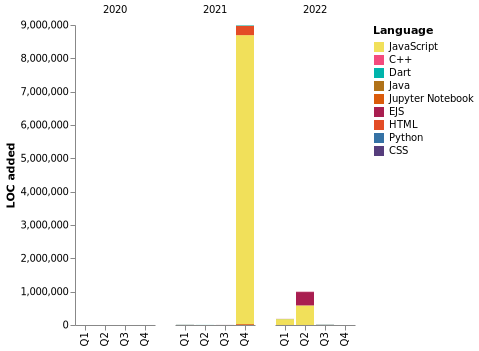 2020 2021 2022
Language
JavaScript
C++
Dart
Java
Jupyter Notebook
EJS
HTML
Python
CSS
LOC added
9,000,000
8,000,000
7,000,000
6,000,000
5,000,000
4,000,000
3,000,000
2,000,000
1,000,000
0
Q1 Q2 Q3 Q4 Q1 Q2 Q3 Q4 Q1 Q2 Q3 Q4